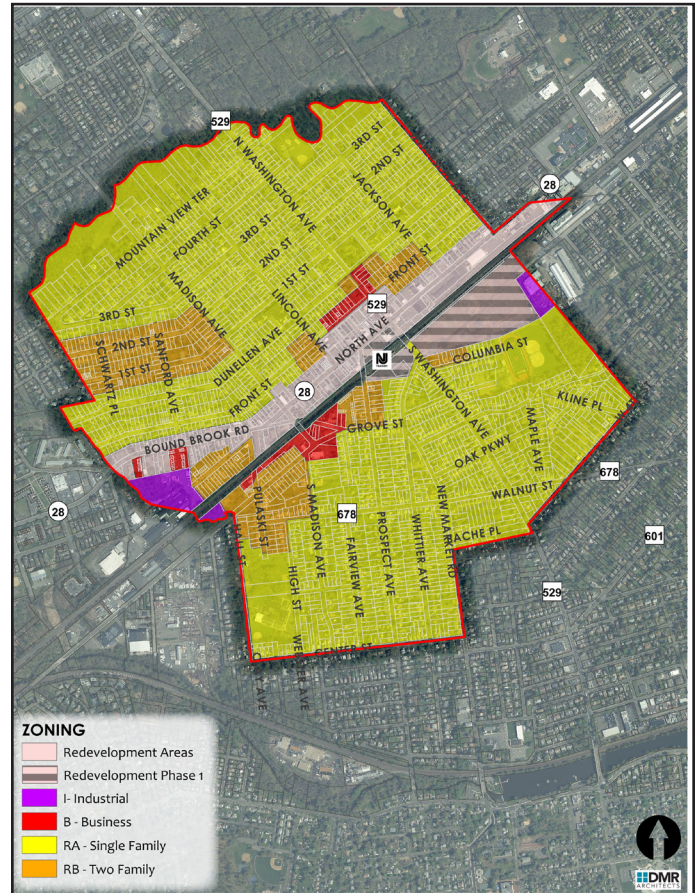 529
3RD ST
2ND ST
N WASHINGTON AVE
JACKSON AVE
28
MOUNTAIN VIEW TER
FOURTH ST
3RD ST
2ND ST
1ST ST
FRONT ST
MADISON AVE
LINCOLN AVE
529
3RD ST
2ND ST
1ST ST
SCHWARTZ PL
SANFORD AVE
DUNELLEN AVE
NORTH AVE
NJ
TRANSIT
COLUMBIA ST
FRONT ST
28
S WASHINGTON AVE
KLINE PL
BOUND BROOK RD
GROVE ST
OAK PKWY
MAPLE AVE
678
WALNUT ST
28
PULASKI ST
S MADISON AVE
678
PROSPECT AVE
WHITTIER AVE
NEW MARKET RD
FAIRVIEW AVE
HIGH ST
601
529
CENTER ST
ZONING
Redevelopment Areas
Redevelopment Phase 1
I- Industrial
B - Business
RA - Single Family
RB - Two Family
DMR
ARCHITECTS